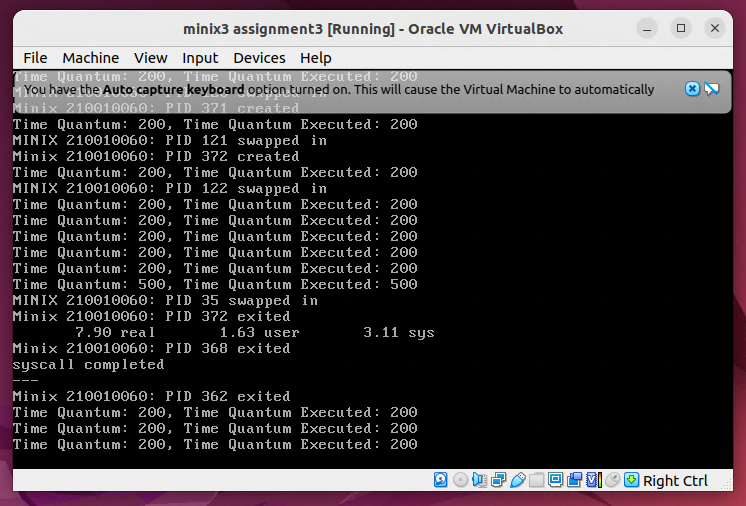 minix3 assignment3 [Running] - Oracle VM VirtualBox
File Machine View Input Devices Help
Time Quantum: 200, Time Quantum Executed: 200
You have the Auto capture keyboard option turned on. This will cause the Virtual Machine to automatically
Minix 210010060: PID 371 created
Time Quantum: 200, Time Quantum Executed: 200
MINIX 210010060: PID 121 swapped in
Minix 210010060: PID 372 created
Time Quantum: 200, Time Quantum Executed: 200
MINIX 210010060: PID 122 swapped in
Time Quantum: 200, Time Quantum Executed: 200
Time Quantum: 200, Time Quantum Executed: 200
Time Quantum: 200, Time Quantum Executed: 200
Time Quantum: 200, Time Quantum Executed: 200
Time Quantum: 200, Time Quantum Executed: 200
Time Quantum: 500, Time Quantum Executed: 500
MINIX 210010060: PID 35 swapped in
Minix 210010060: PID 372 exited
7.90 real 1.63 user 3.11 sys
Minix 210010060: PID 368 exited
syscall completed
---
Minix 210010060: PID 362 exited
Time Quantum: 200, Time Quantum Executed: 200
Time Quantum: 200, Time Quantum Executed: 200
Time Quantum: 200, Time Quantum Executed: 200
Right Ctrl